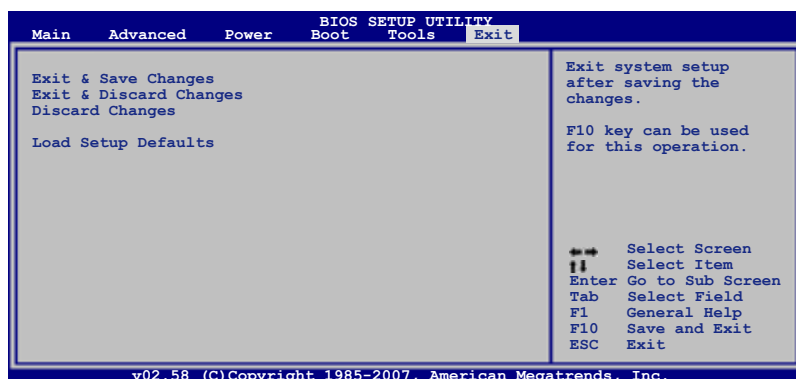 BIOS SETUP UTILITY
Main Advanced Power Boot Tools Exit
Exit & Save Changes
Exit & Discard Changes
Discard Changes
Load Setup Defaults
Exit system setup
after saving the
changes.
F10 key can be used
for this operation.
←→ Select Screen
↑↓ Select Item
Enter Go to Sub Screen
Tab Select Field
F1 General Help
F10 Save and Exit
ESC Exit
v02.58 (C)Copyright 1985-2007, American Megatrends, Inc.